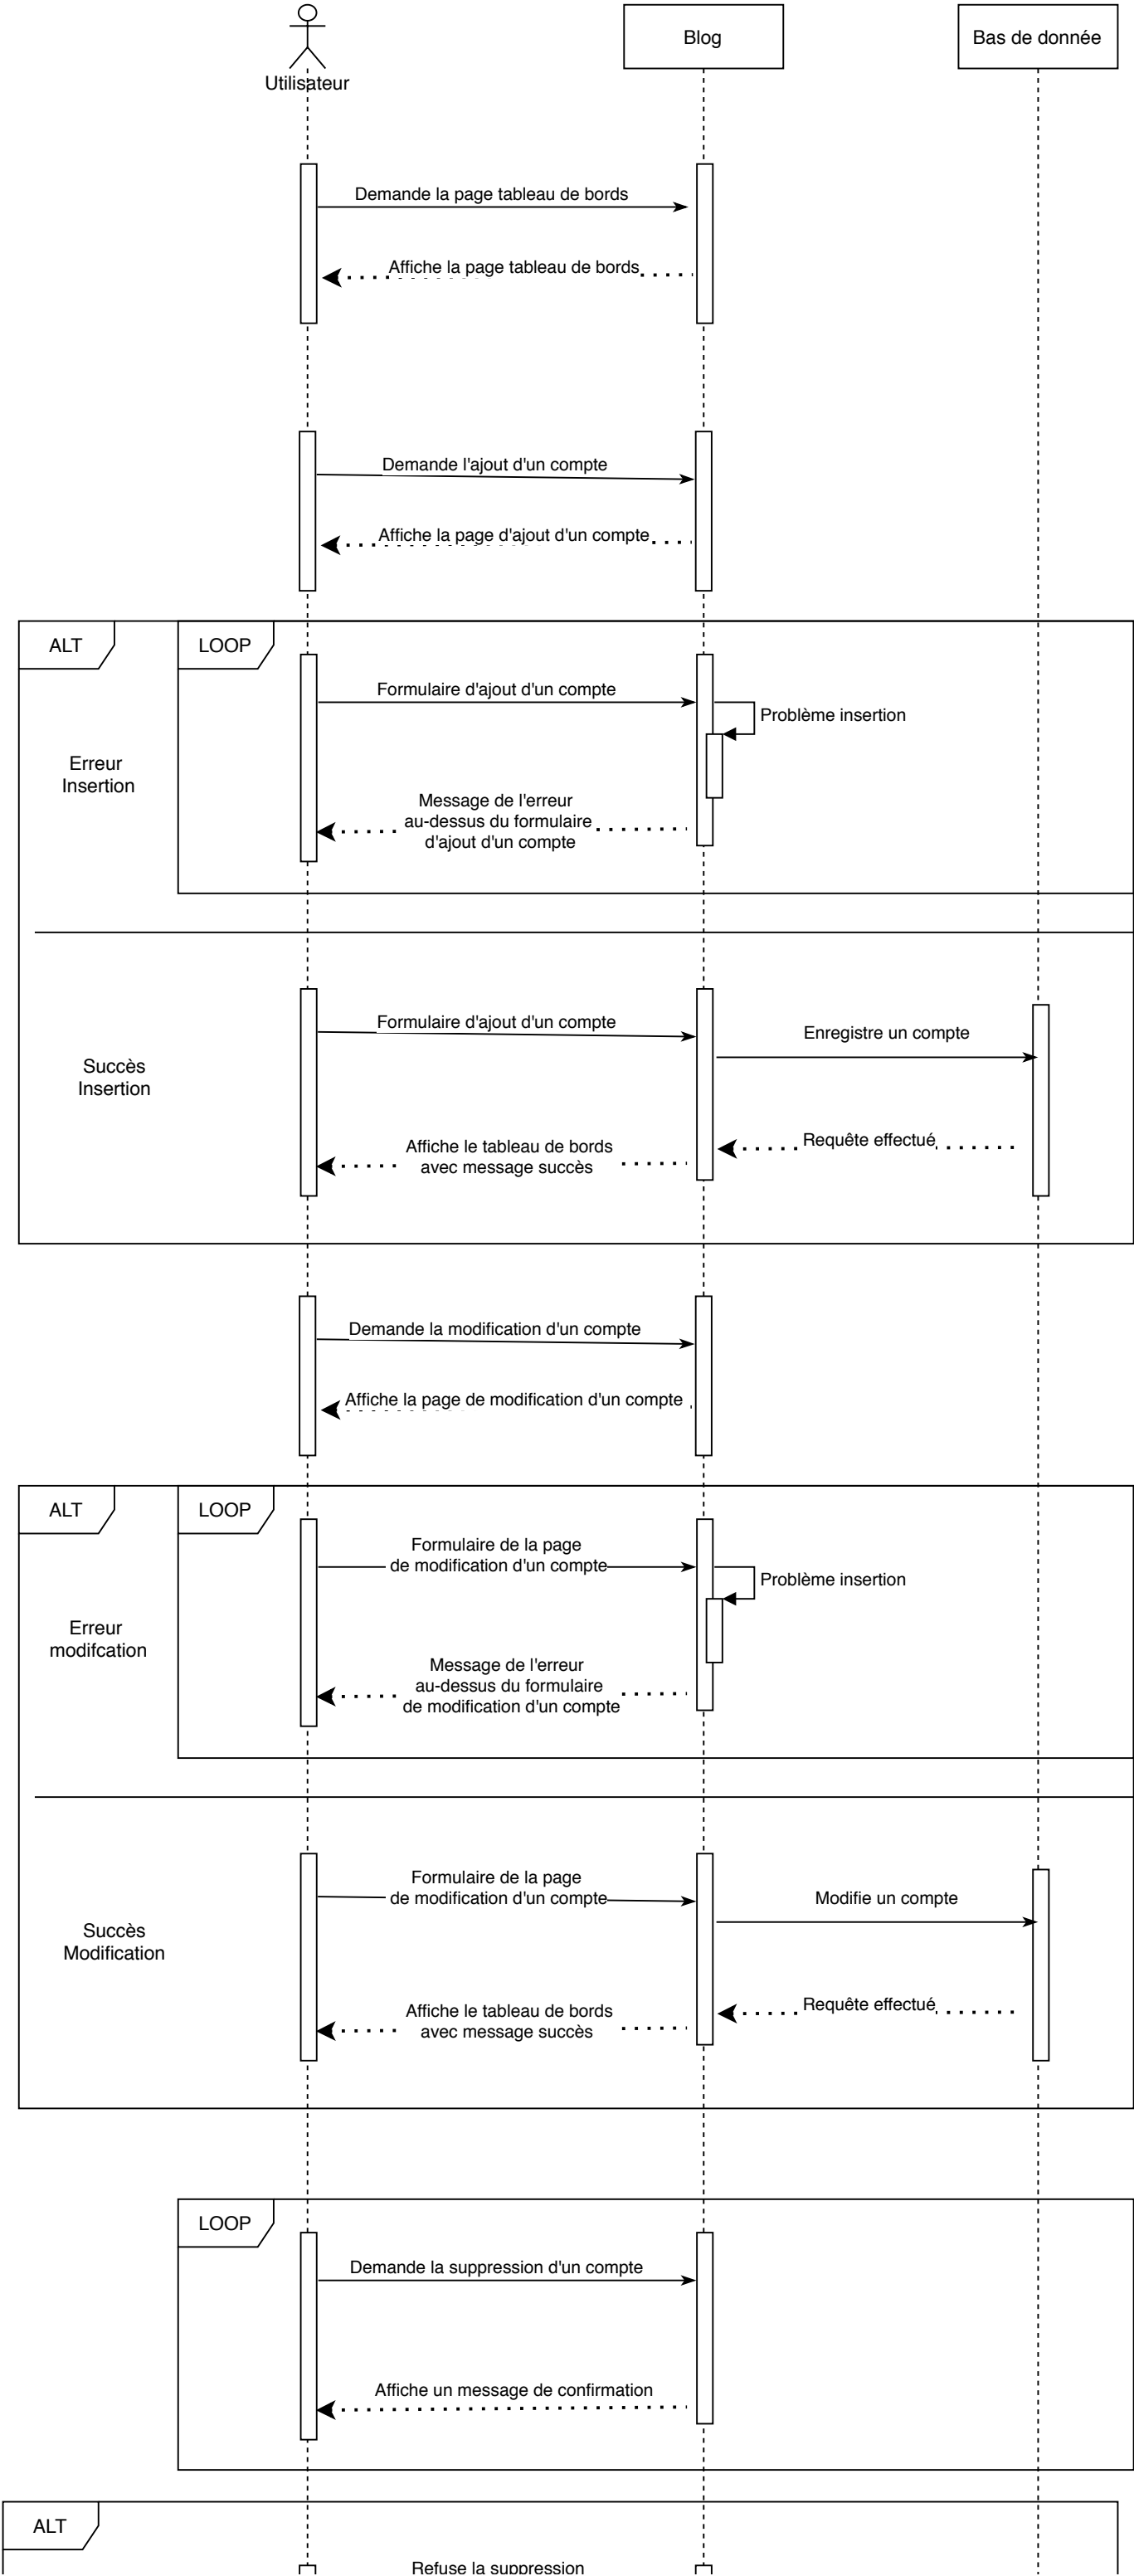 Utilisateur
Blog
Bas de donnée
Demande la page tableau de bords
Affiche la page tableau de bords
Demande l'ajout d'un compte
Affiche la page d'ajout d'un compte
ALT
LOOP
Formulaire d'ajout d'un compte
Problème insertion
Erreur
Insertion
Message de l'erreur
au-dessus du formulaire
d'ajout d'un compte
Formulaire d'ajout d'un compte
Enregistre un compte
Succès
Insertion
Requête effectué
Affiche le tableau de bords
avec message succès
Demande la modification d'un compte
Affiche la page de modification d'un compte
ALT
LOOP
Formulaire de la page
de modification d'un compte
Problème insertion
Erreur
modifcation
Message de l'erreur
au-dessus du formulaire
de modification d'un compte
Formulaire de la page
de modification d'un compte
Modifie un compte
Succès
Modification
Requête effectué
Affiche le tableau de bords
avec message succès
LOOP
Demande la suppression d'un compte
Affiche un message de confirmation
ALT
Refuse la suppression